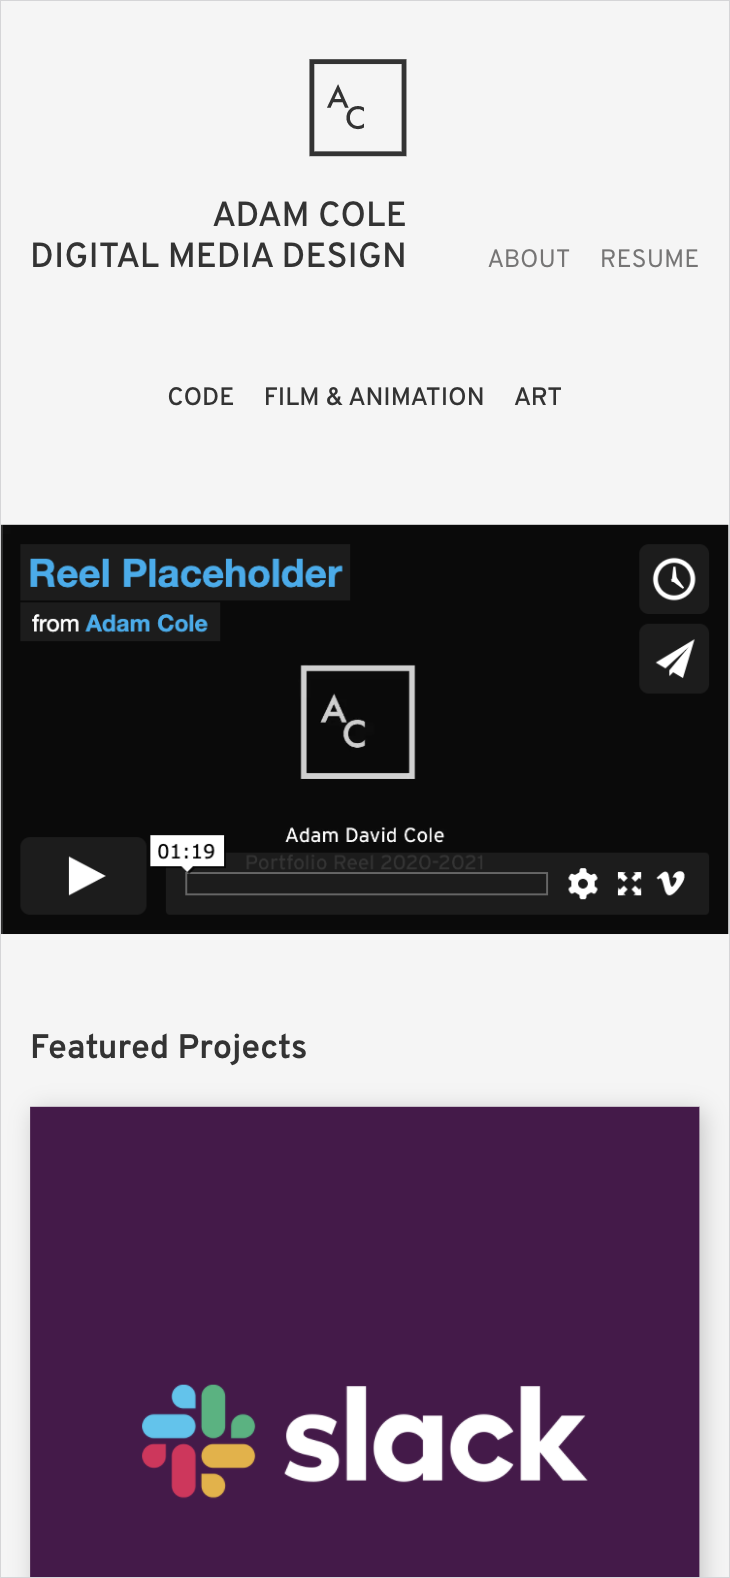 AC
ADAM COLE
DIGITAL MEDIA DESIGN
ABOUT RESUME
CODE FILM & ANIMATION ART
Reel Placeholder
from Adam Cole
AC
Adam David Cole
Portfolio Reel 2020-2021
01:19
Featured Projects
slack